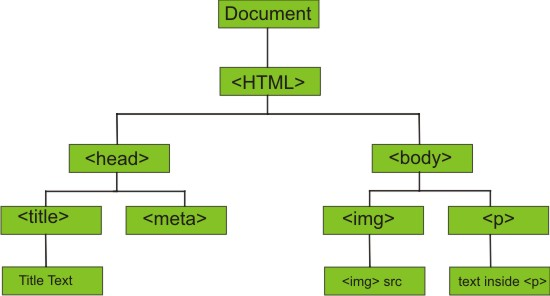 Document
<HTML>
<head>
<body>
<title>
<meta>
<img>
<p>
Title Text
<img> src
text inside <p>